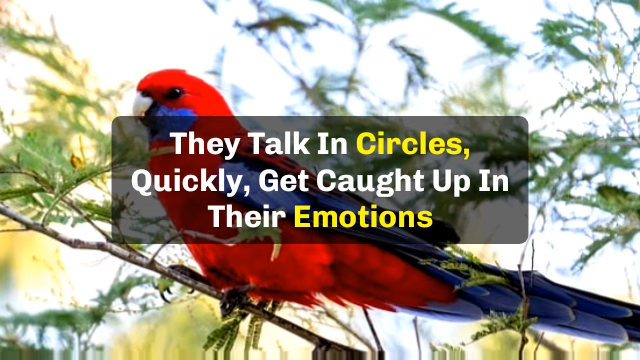 They Talk In Circles,
Quickly, Get Caught Up In
Their Emotions